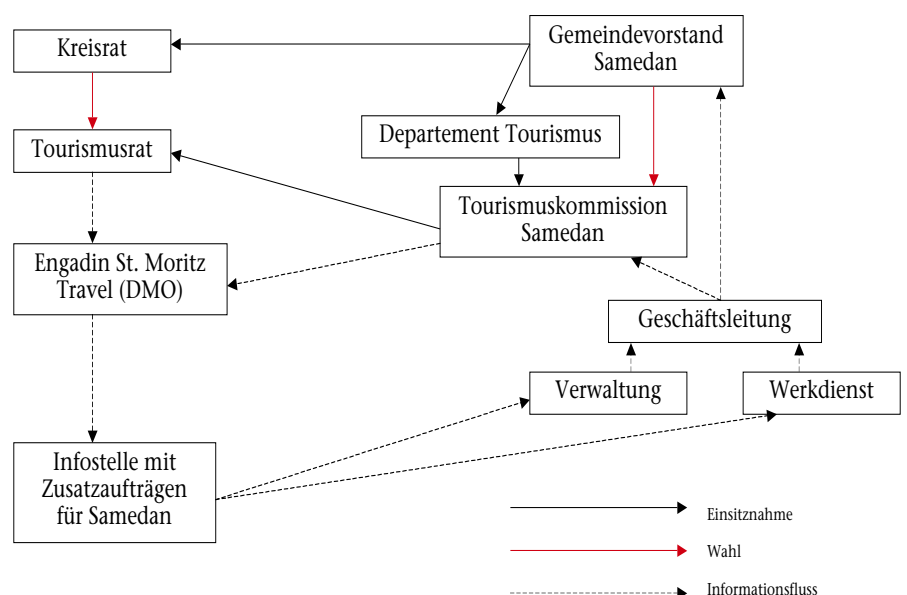 Kreisrat
Gemeindevorstand
Samedan
Departement Tourismus
Tourismusrat
Tourismuskommission
Samedan
Engadin St. Moritz
Travel (DMO)
Geschäftsleitung
Verwaltung
Werkdienst
Infostelle mit
Zusatzaufträgen
für Samedan
Einsitznahme
Wahl
Informationsfluss